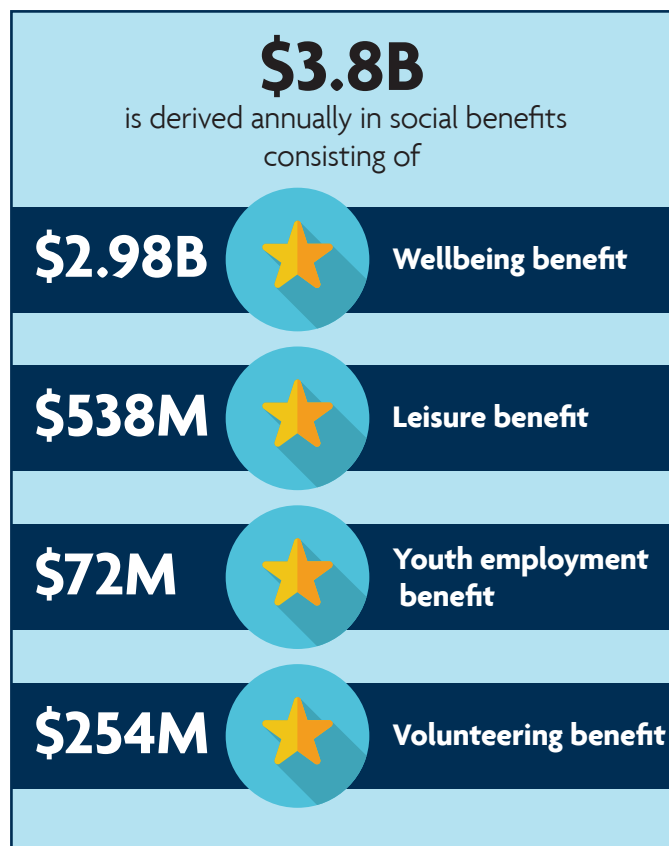 $3.8B
is derived annually in social benefits
consisting of
$2.98B
Wellbeing benefit
$538M
Leisure benefit
$72M
Youth employment
benefit
$254M
Volunteering benefit